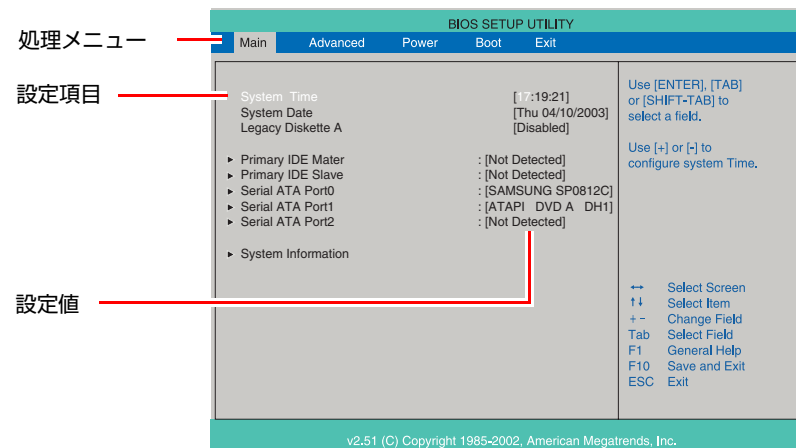 BIOS SETUP UTILITY
処理メニュー
Main Advanced Power Boot Exit
設定項目
System Time [17:19:21]
System Date [Thu 04/10/2003]
Legacy Diskette A [Disabled]
▸ Primary IDE Mater : [Not Detected]
▸ Primary IDE Slave : [Not Detected]
▸ Serial ATA Port0 : [SAMSUNG SP0812C]
▸ Serial ATA Port1 : [ATAPI DVD A DH1]
▸ Serial ATA Port2 : [Not Detected]
▸ System Information
設定値
Use [ENTER], [TAB]
or [SHIFT-TAB] to
select a field.
Use [+] or [-] to
configure system Time.
↔ Select Screen
↑↓ Select Item
+ - Change Field
Tab Select Field
F1 General Help
F10 Save and Exit
ESC Exit
v2.51 (C) Copyright 1985-2002, American Megatrends, Inc.